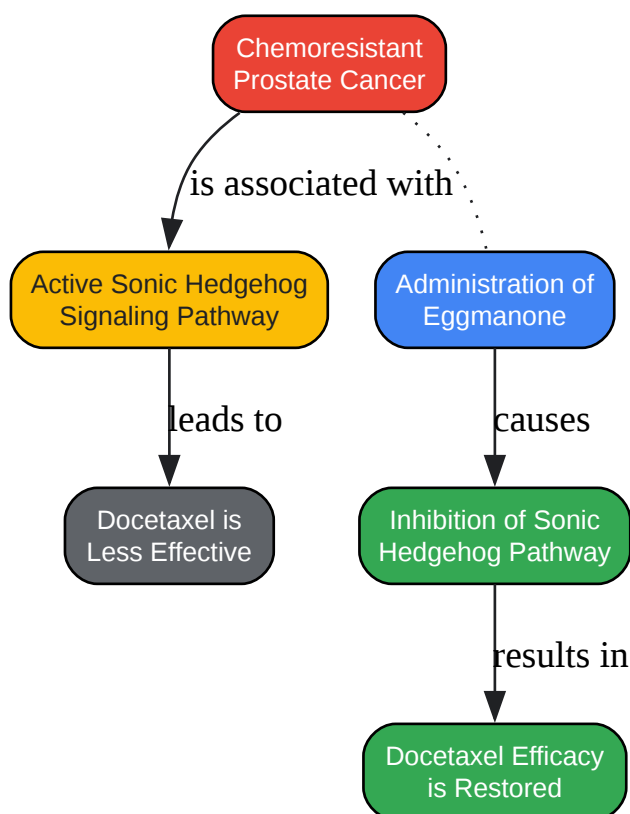 Chemoresistant
Prostate Cancer
is associated with
Active Sonic Hedgehog
Signaling Pathway
Administration of
Eggmanone
leads to
causes
Docetaxel is
Less Effective
Inhibition of Sonic
Hedgehog Pathway
results in
Docetaxel Efficacy
is Restored